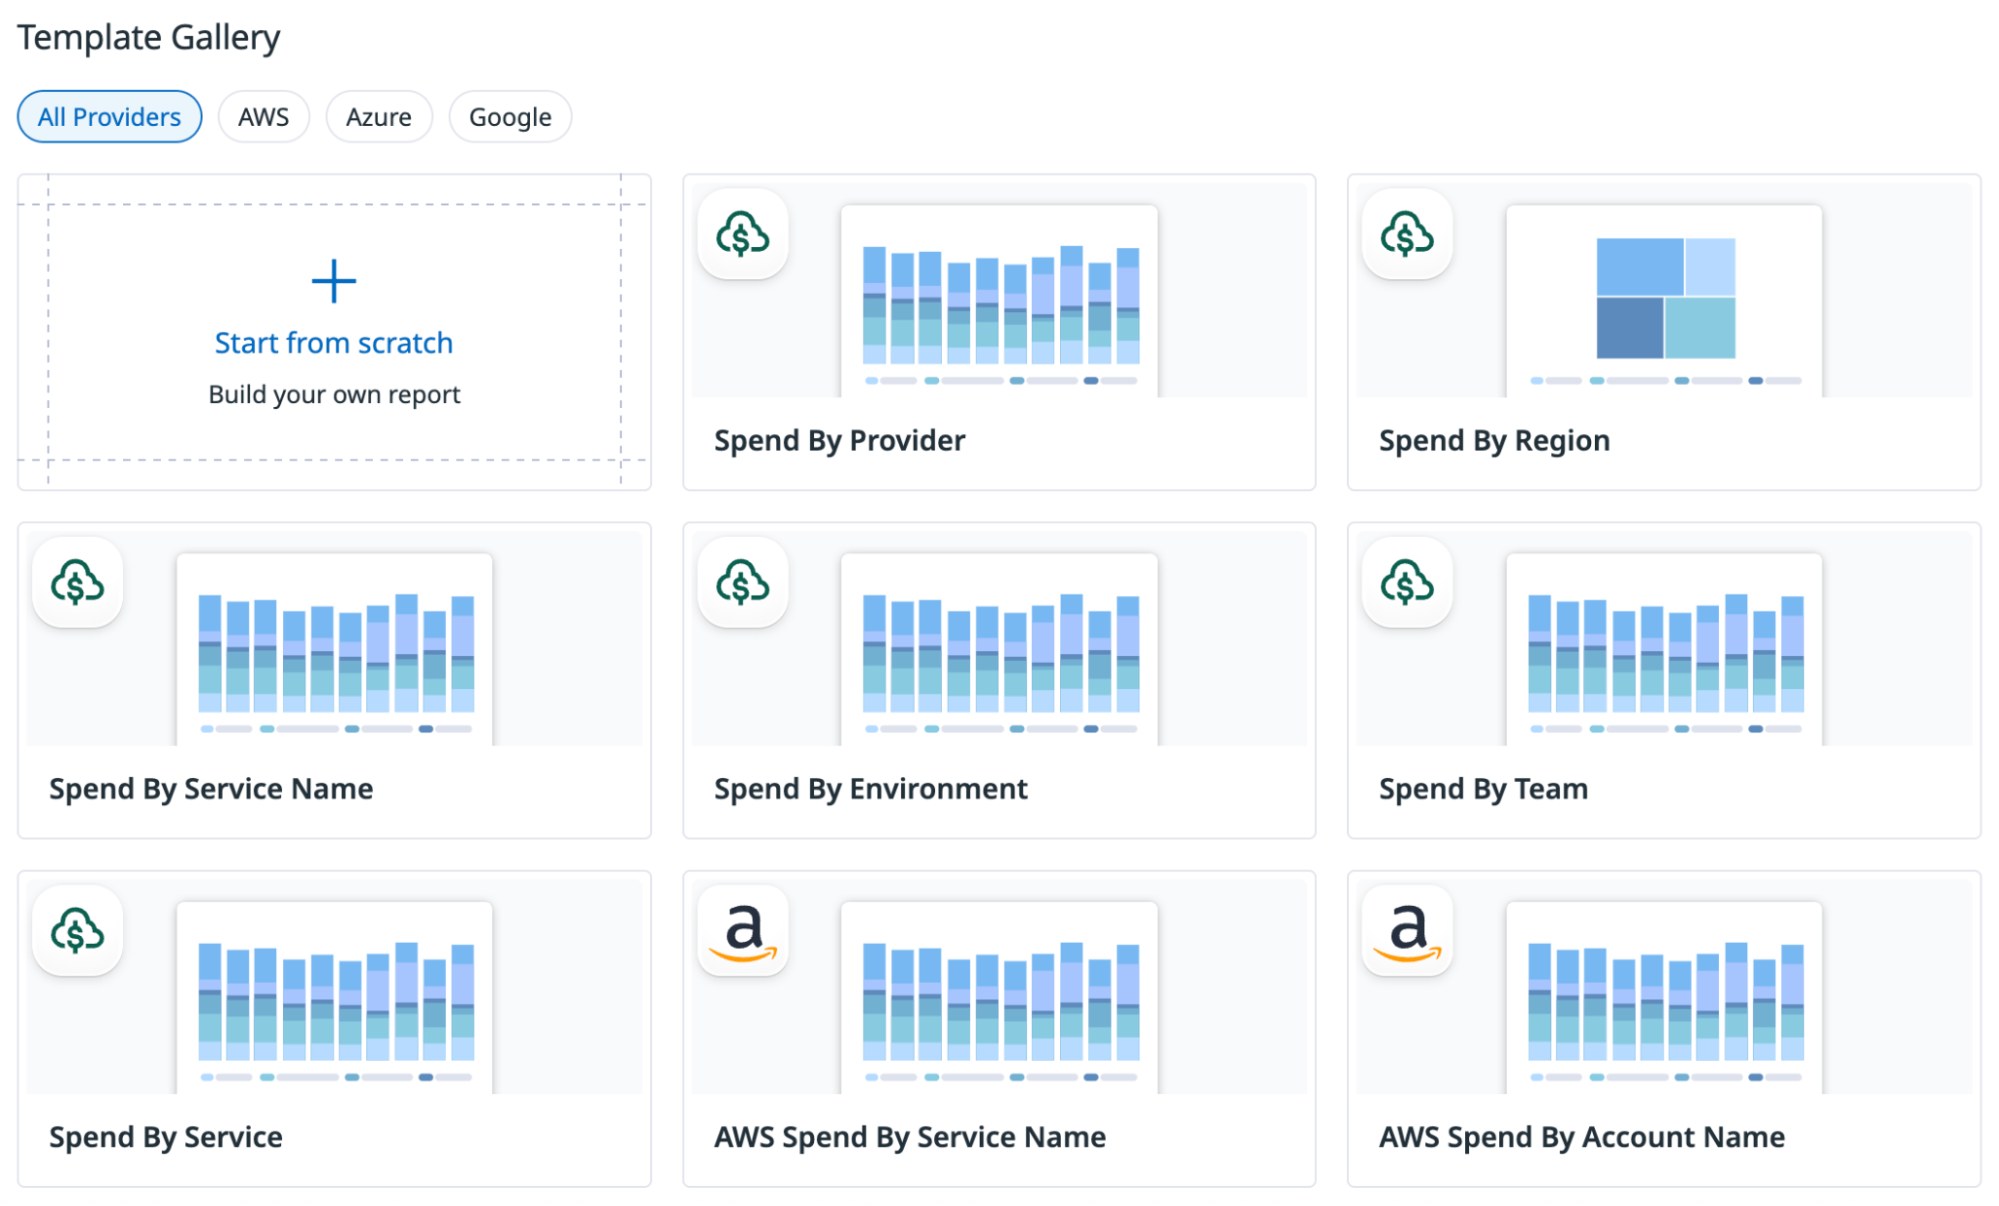 Template Gallery
All Providers
AWS
Azure
Google
Start from scratch
Build your own report
Spend By Provider
Spend By Region
Spend By Service Name
Spend By Environment
Spend By Team
Spend By Service
AWS Spend By Service Name
AWS Spend By Account Name